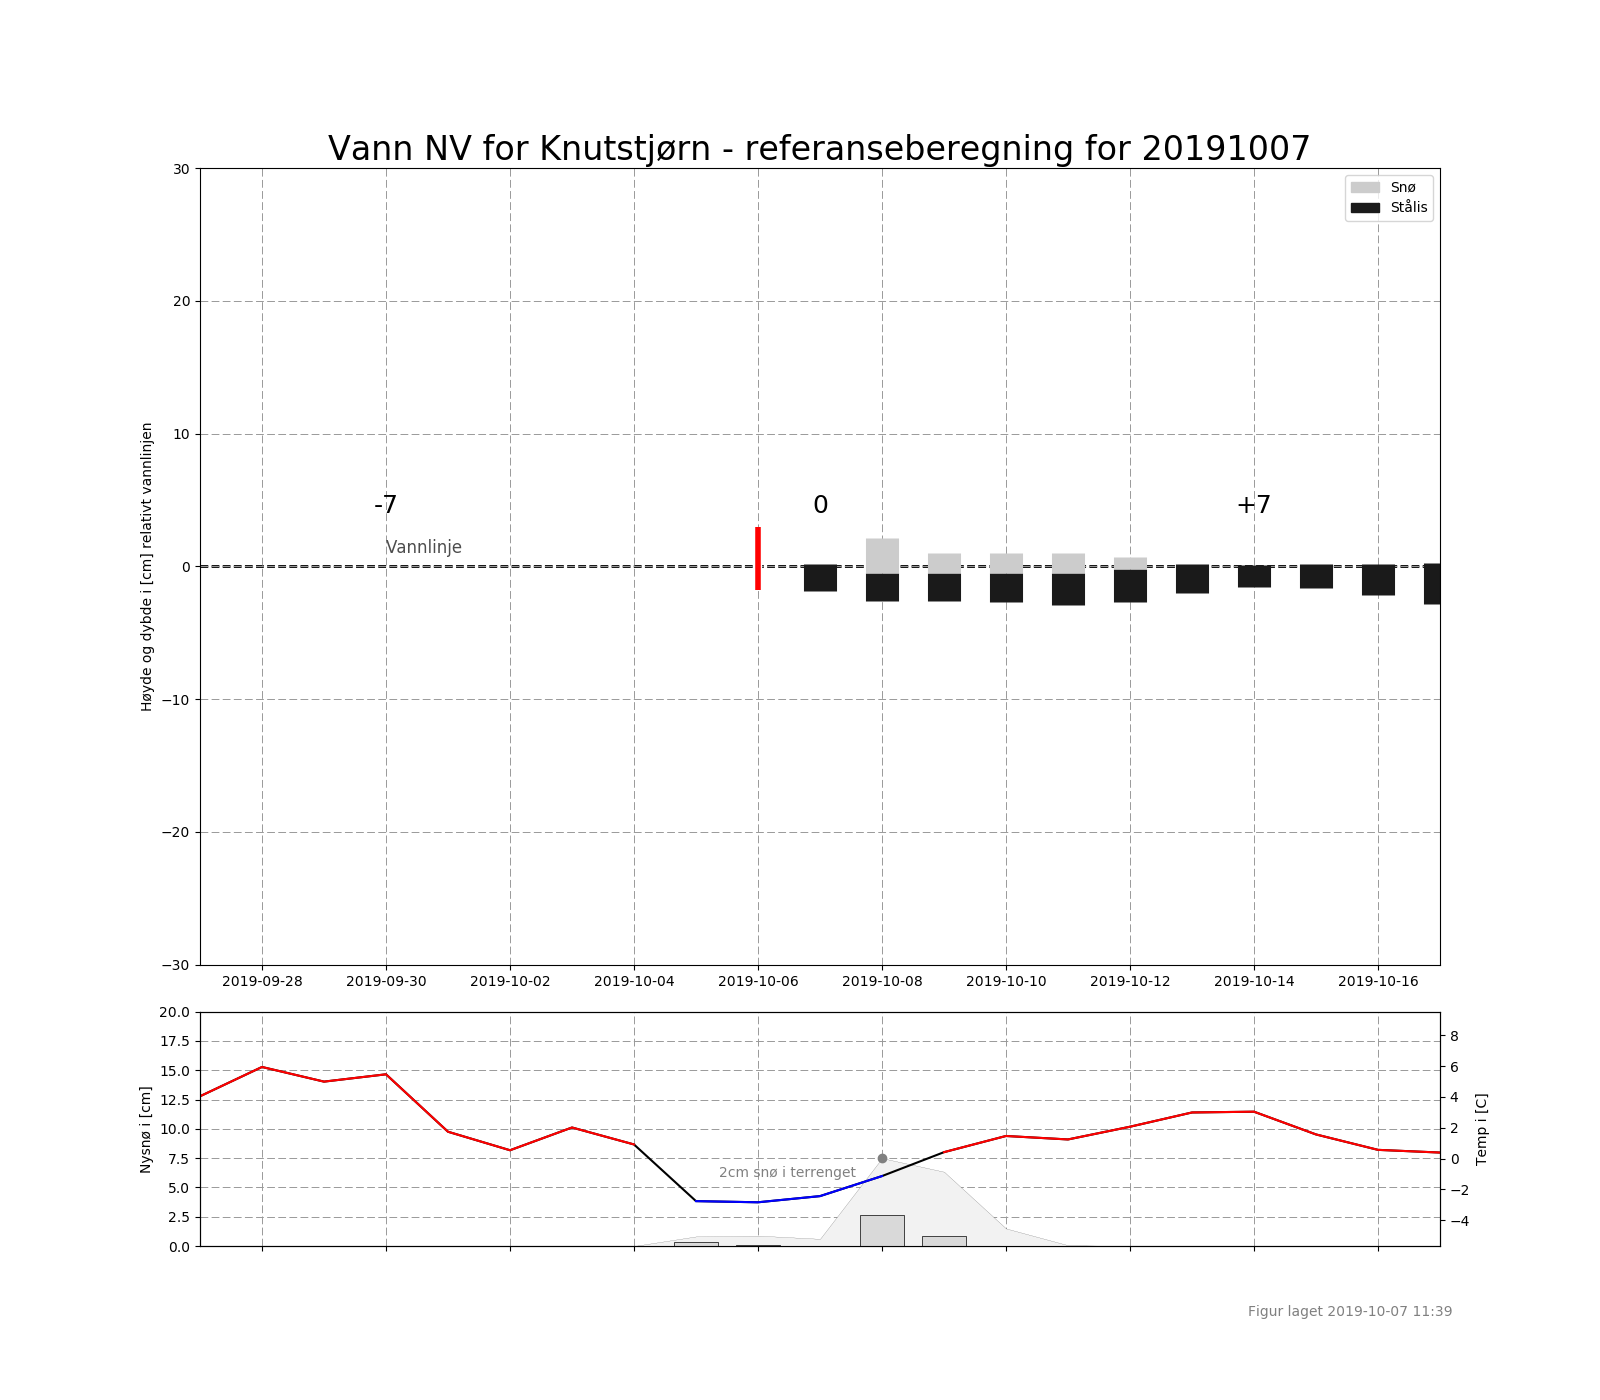 Vann NV for Knutstjørn - referanseberegning for 20191007
Snø
Stålis
Høyde og dybde i [cm] relativt vannlinjen
30
20
10
0
−10
−20
−30
-7
0
+7
Vannlinje
2019-09-28 2019-09-30 2019-10-02 2019-10-04 2019-10-06 2019-10-08 2019-10-10 2019-10-12 2019-10-14 2019-10-16
Nysnø i [cm]
20.0
17.5
15.0
12.5
10.0
7.5
5.0
2.5
0.0
2cm snø i terrenget
8
6
4
2
0
−2
−4
Temp i [C]
Figur laget 2019-10-07 11:39